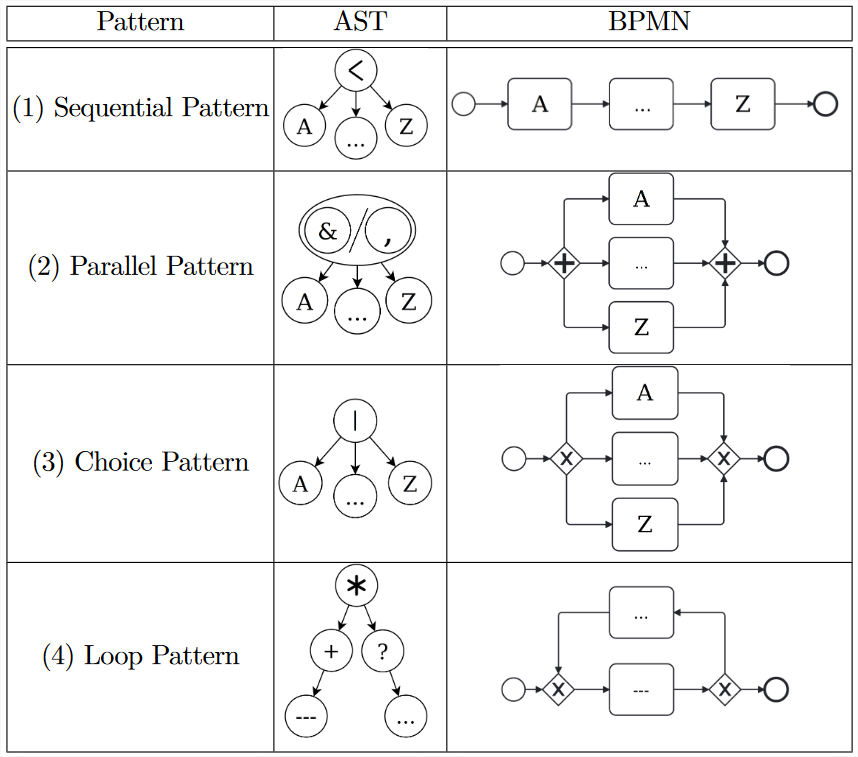 Pattern AST BPMN
(1) Sequential Pattern
<
A ... Z
A ... Z
(2) Parallel Pattern
& / ,
A ... Z
A
+ ... +
Z
(3) Choice Pattern
|
A ... Z
A
X ... X
Z
(4) Loop Pattern
*
+ ?
--- ...
...
X --- X